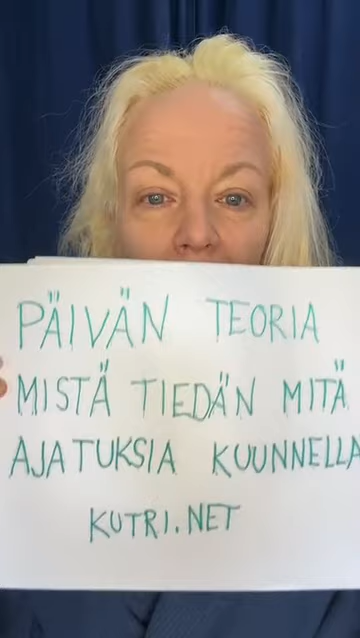 PÄIVÄN TEORIA
MISTÄ TIEDÄN MITÄ
AJATUKSIA KUUNNELLA
KUTRI.NET